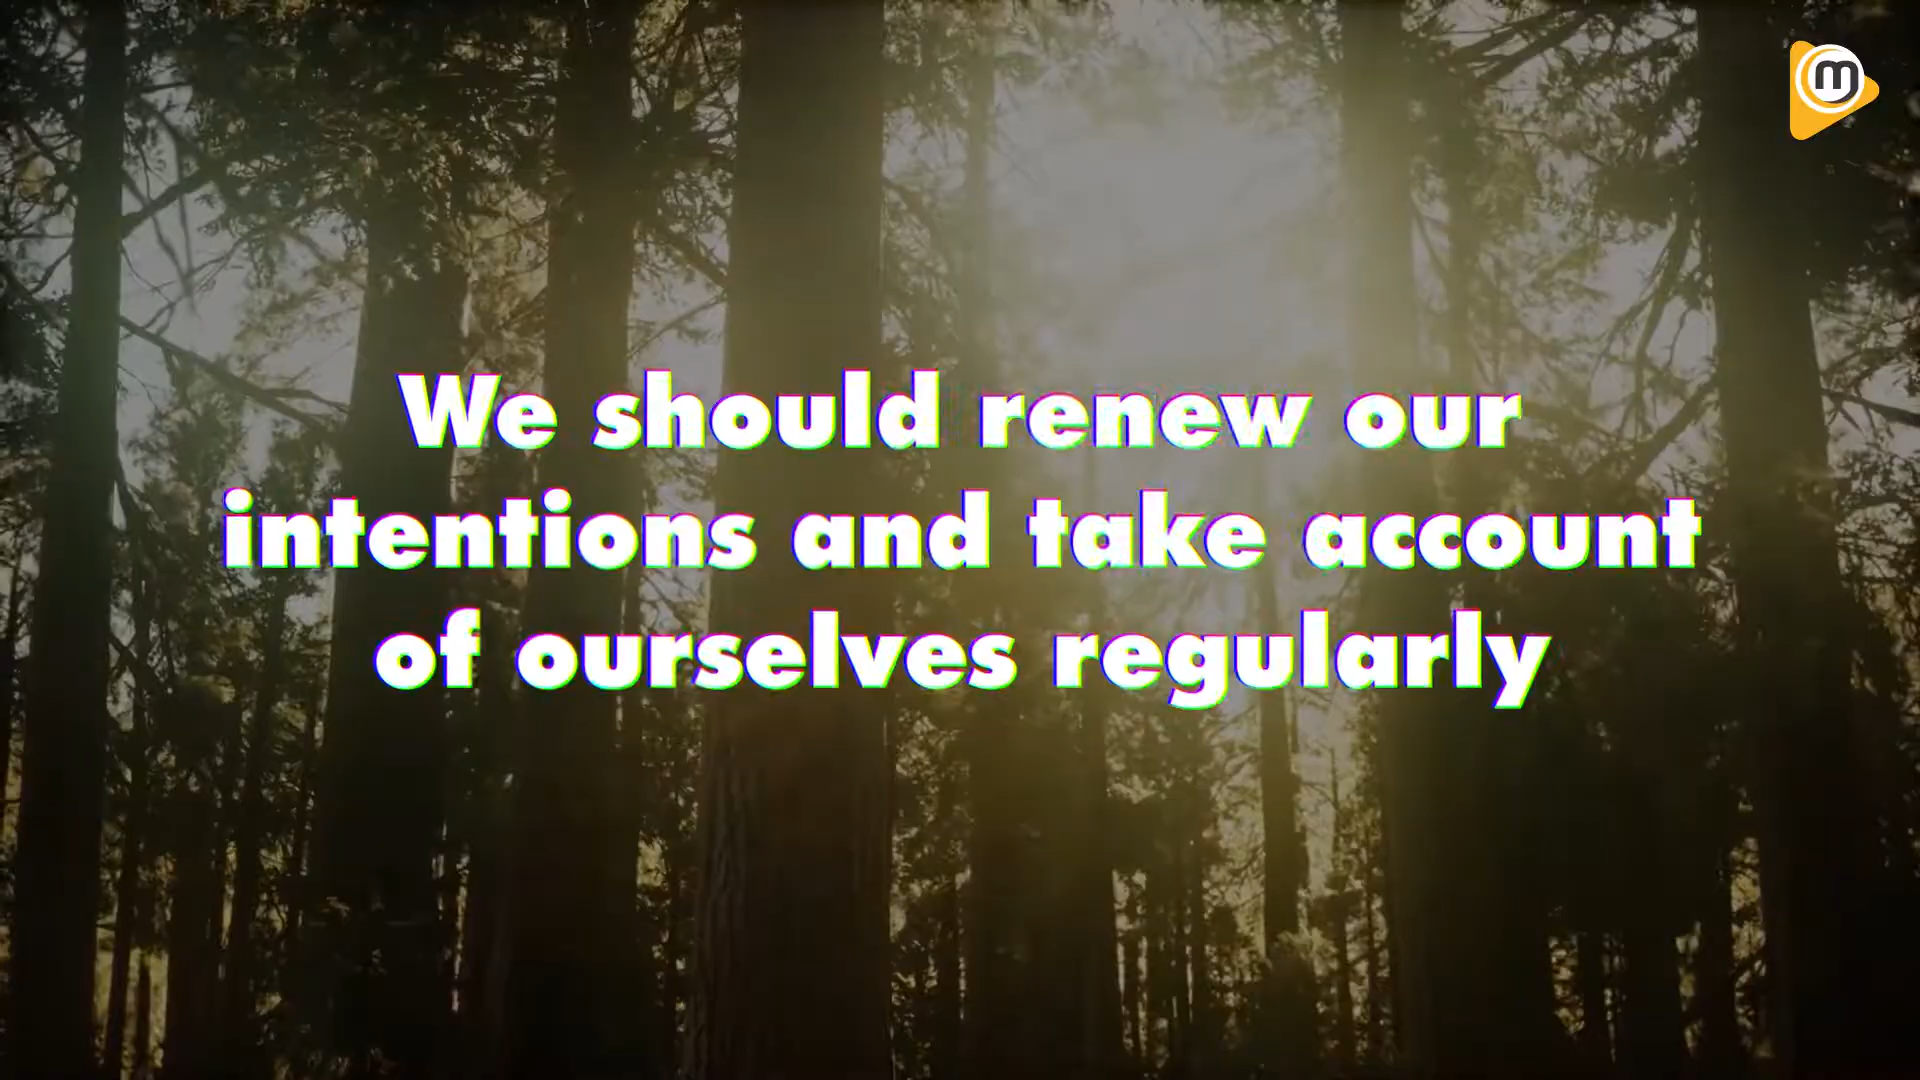 m
We should renew our
intentions and take account
of ourselves regularly